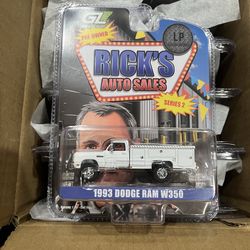 GL
PRE OWNED
LP
RICK'S
AUTO SALES
SERIES 2
1993 DODGE RAM W350